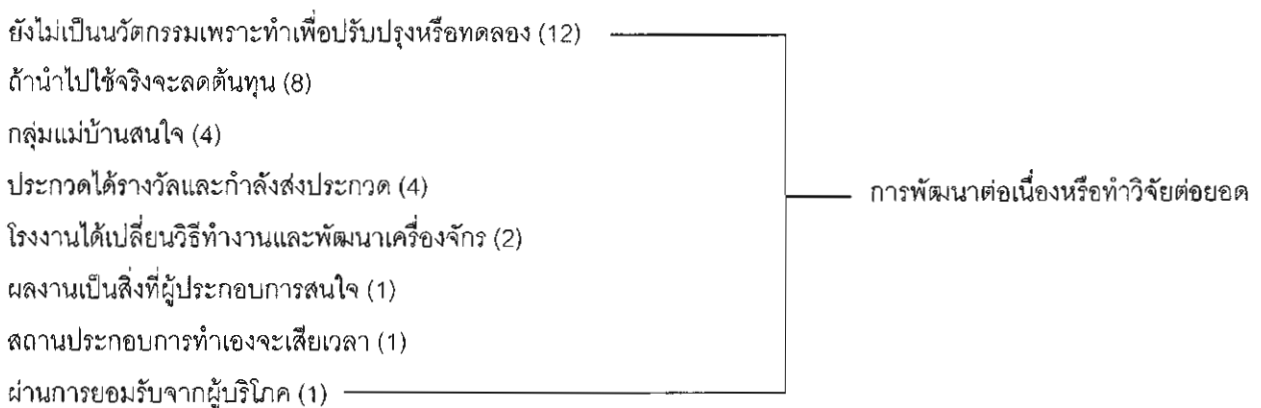 ยังไม่เป็นนวัตกรรมเพราะทำเพื่อปรับปรุงหรือทดลอง (12)
ถ้านำไปใช้จริงจะลดต้นทุน (8)
กลุ่มแม่บ้านสนใจ (4)
ประกวดได้รางวัลและกำลังส่งประกวด (4)
การพัฒนาต่อเนื่องหรือทำวิจัยต่อยอด
โรงงานได้เปลี่ยนวิธีทำงานและพัฒนาเครื่องจักร (2)
ผลงานเป็นสิ่งที่ผู้ประกอบการสนใจ (1)
สถานประกอบการทำเองจะเสียเวลา (1)
ผ่านการยอมรับจากผู้บริโภค (1)